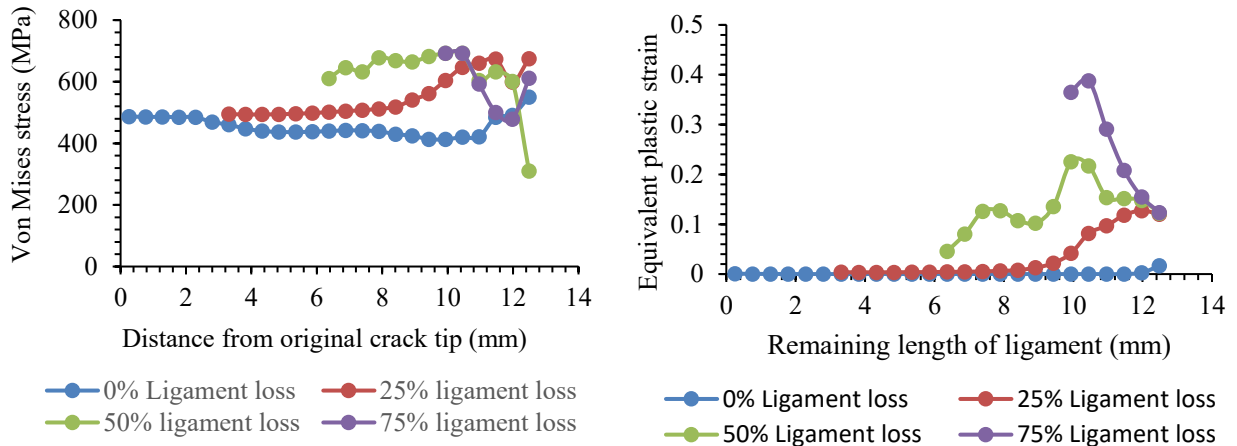 Von Mises stress (MPa)
800
600
400
200
0
0 2 4 6 8 10 12 14
Distance from original crack tip (mm)
0% Ligament loss 25% ligament loss
50% ligament loss 75% ligament loss
Equivalent plastic strain
0.5
0.4
0.3
0.2
0.1
0
0 2 4 6 8 10 12 14
Remaining length of ligament (mm)
0% Ligament loss 25% Ligament loss
50% Ligament loss 75% Ligament loss